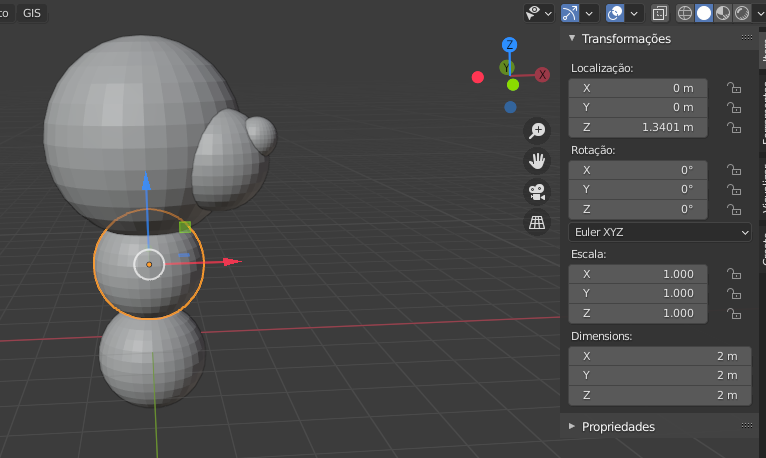 to GIS
Z
Y
X
Transformações
Localização:
X 0 m
Y 0 m
Z 1.3401 m
Rotação:
X 0°
Y 0°
Z 0°
Euler XYZ
Escala:
X 1.000
Y 1.000
Z 1.000
Dimensions:
X 2 m
Y 2 m
Z 2 m
Propriedades